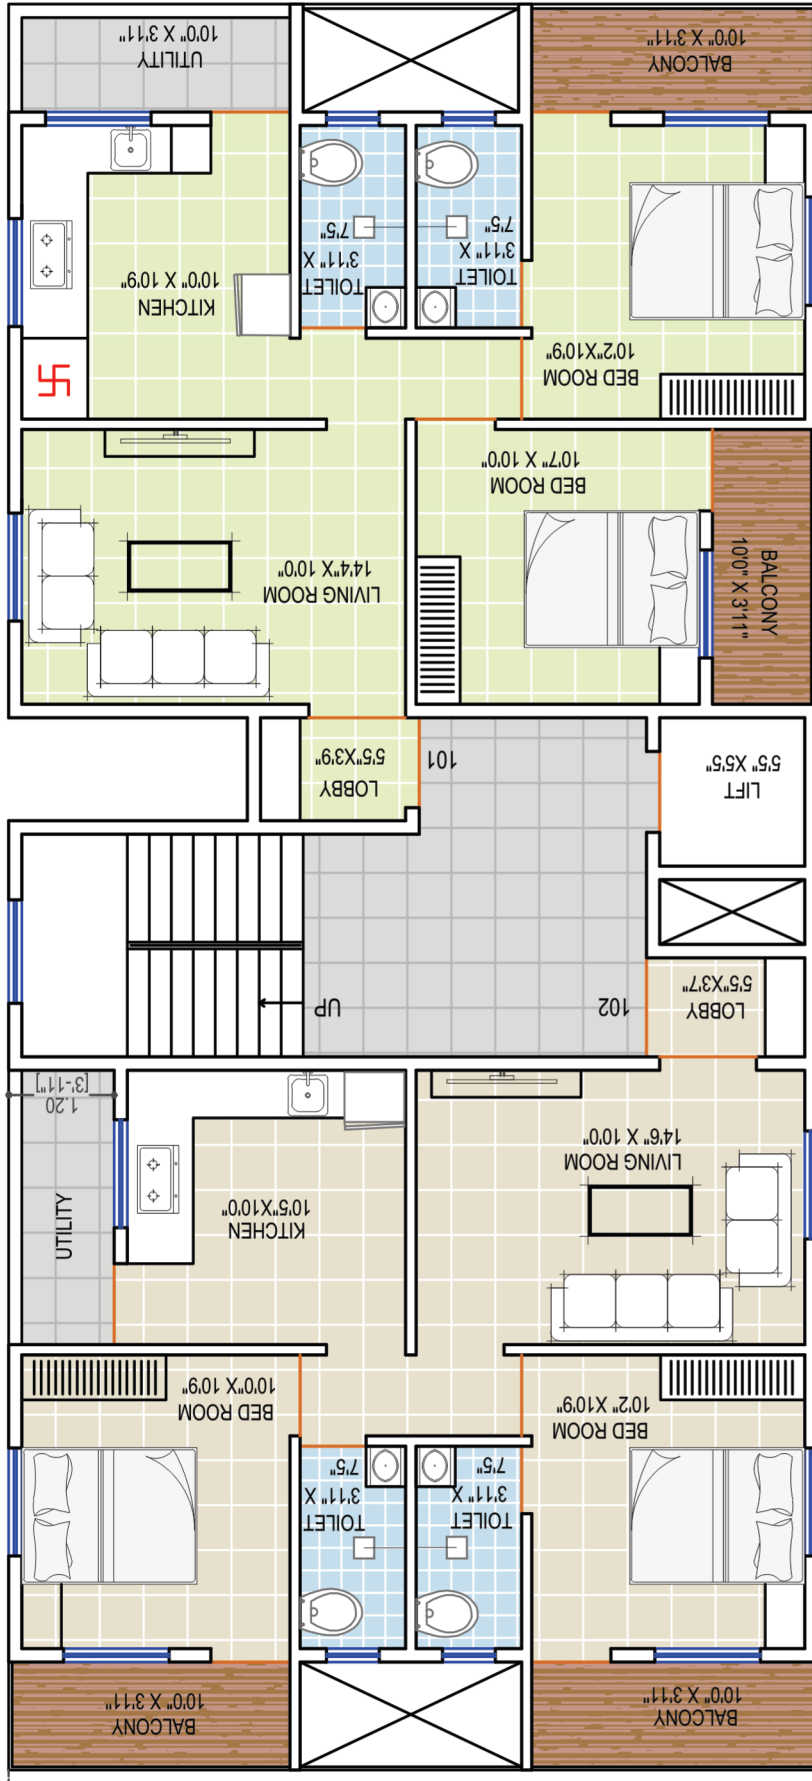 UTILITY
10'0" X 3'11"
BALCONY
10'0" X 3'11"
KITCHEN
10'0" X 10'9"
TOILET
3'11" X
7'5"
TOILET
3'11" X
7'5"
BED ROOM
10'2"X10'9"
LIVING ROOM
14'4"X 10'0"
BED ROOM
10'7" X 10'0"
BALCONY
10'0" X 3'11"
LOBBY
5'5"X3'9"
101
LIFT
5'5" X5'5"
UP
102
LOBBY
5'5"X3'7"
1.20
[3'-11"]
UTILITY
KITCHEN
10'5"X10'0"
LIVING ROOM
14'6" X 10'0"
BED ROOM
10'0"X 10'9"
TOILET
3'11" X
7'5"
TOILET
3'11" X
7'5"
BED ROOM
10'2" X10'9"
BALCONY
10'0" X 3'11"
BALCONY
10'0" X 3'11"